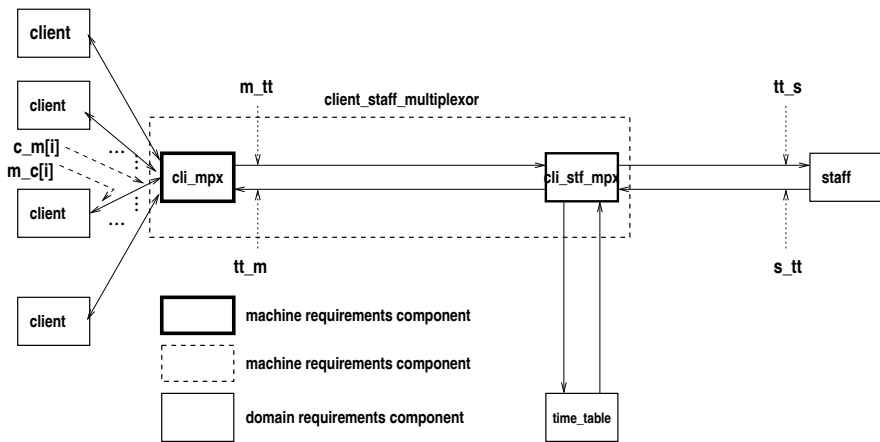 client
m_tt
client_staff_multiplexor
tt_s
client
...
c_m[i]
...
m_c[i]
cli_mpx
cli_stf_mpx
staff
client
...
...
tt_m
s_tt
client
machine requirements component
machine requirements component
domain requirements component
time_table